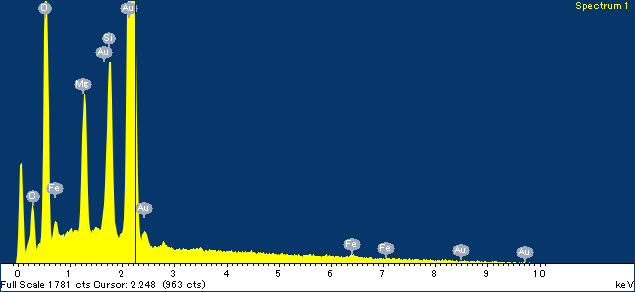 Spectrum 1
O Au
Si
Au
Mg
Fe
Au
Fe Fe Au Au
0 1 2 3 4 5 6 7 8 9 10
Full Scale 1781 cts Cursor: 2.248 (963 cts) keV